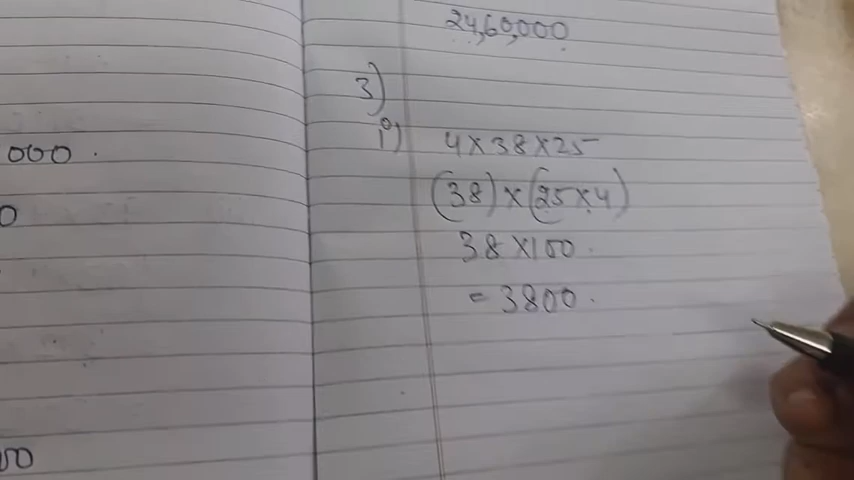 000 .
0
00
24,60,000
3)
i) 4 x 38 x 25
(38) x (25 x 4)
38 x 100.
= 3800.